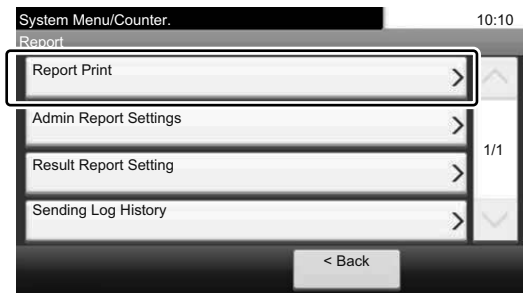 System Menu/Counter. 10:10
Report
Report Print
Admin Report Settings
1/1
Result Report Setting
Sending Log History
< Back